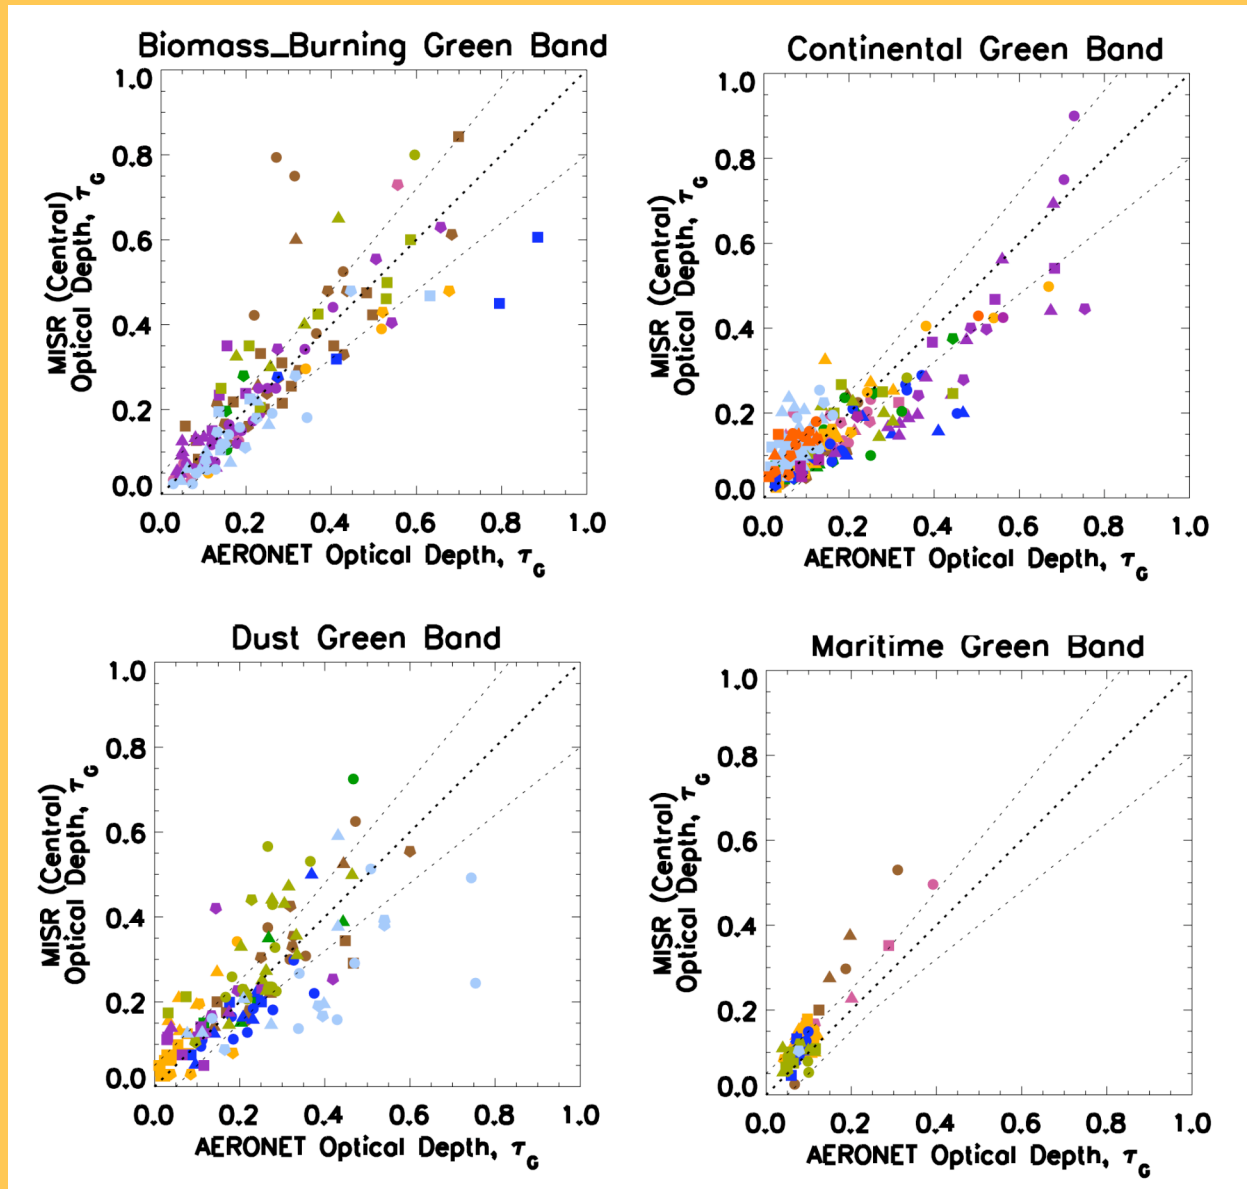 Biomass_Burning Green Band
1.0
0.8
0.6
0.4
0.2
0.0
MISR (Central)
Optical Depth, τG
0.0 0.2 0.4 0.6 0.8 1.0
AERONET Optical Depth, τG
Continental Green Band
1.0
0.8
0.6
0.4
0.2
0.0
MISR (Central)
Optical Depth, τG
0.0 0.2 0.4 0.6 0.8 1.0
AERONET Optical Depth, τG
Dust Green Band
1.0
0.8
0.6
0.4
0.2
0.0
MISR (Central)
Optical Depth, τG
0.0 0.2 0.4 0.6 0.8 1.0
AERONET Optical Depth, τG
Maritime Green Band
1.0
0.8
0.6
0.4
0.2
0.0
MISR (Central)
Optical Depth, τG
0.0 0.2 0.4 0.6 0.8 1.0
AERONET Optical Depth, τG